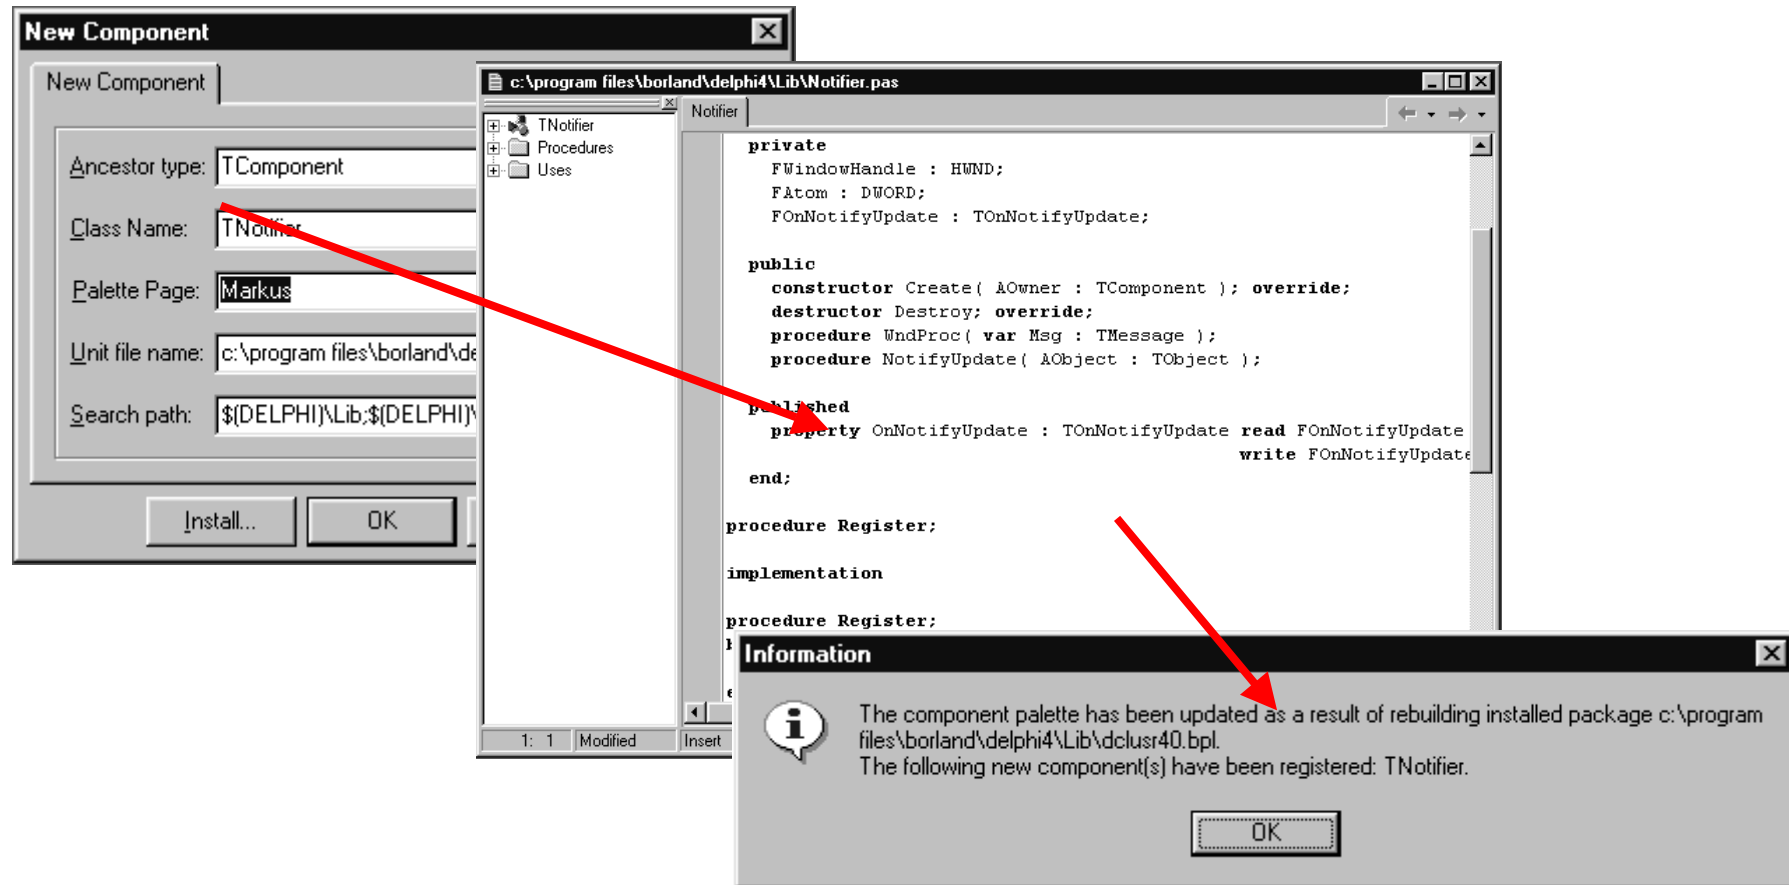 New Component
New Component
Ancestor type: TComponent
Class Name: TNotifier
Palette Page: Markus
Unit file name: c:\program files\borland\de
Search path: $(DELPHI)\Lib;$(DELPHI)\
Install... OK
c:\program files\borland\delphi4\Lib\Notifier.pas
TNotifier
Procedures
Uses
Notifier
private
FWindowHandle : HWND;
FAtom : DWORD;
FOnNotifyUpdate : TOnNotifyUpdate;
public
constructor Create( AOwner : TComponent ); override;
destructor Destroy; override;
procedure WndProc( var Msg : TMessage );
procedure NotifyUpdate( AObject : TObject );
published
property OnNotifyUpdate : TOnNotifyUpdate read FOnNotifyUpdate
write FOnNotifyUpdate
end;
procedure Register;
implementation
procedure Register;
1: 1 Modified Insert
Information
The component palette has been updated as a result of rebuilding installed package c:\program
files\borland\delphi4\Lib\dclusr40.bpl.
The following new component(s) have been registered: TNotifier.
OK